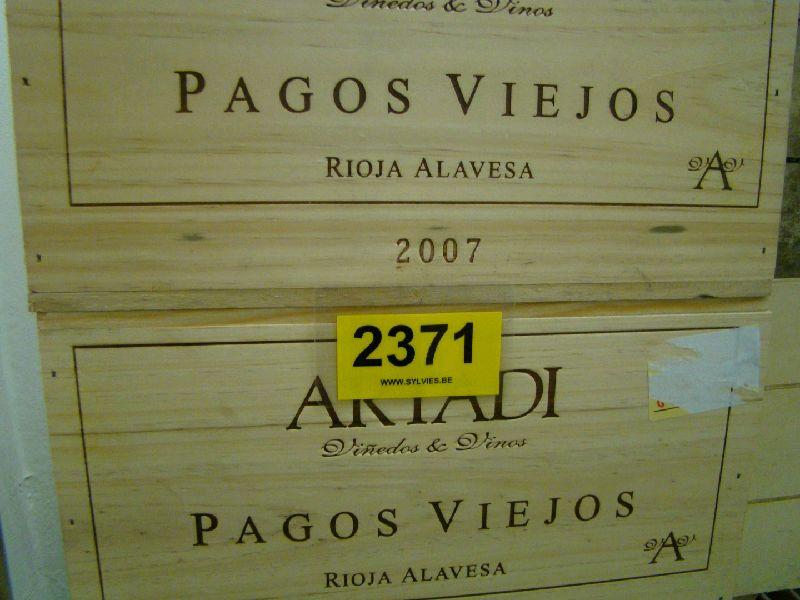 Viñedos & Vinos
PAGOS VIEJOS
RIOJA ALAVESA
A
2007
2371
WWW.SYLVIES.BE
ARTADI
Viñedos & Vinos
PAGOS VIEJOS
A
RIOJA ALAVESA